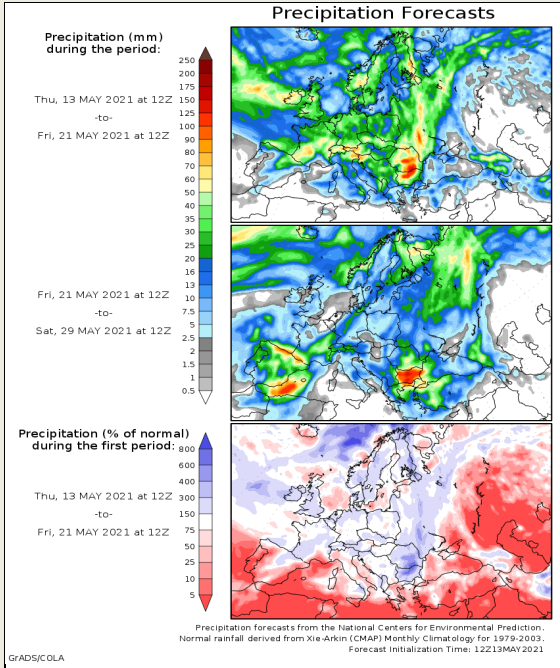 Precipitation Forecasts
Precipitation (mm)
during the period:
Thu, 13 MAY 2021 at 12Z
-to-
Fri, 21 MAY 2021 at 12Z
Fri, 21 MAY 2021 at 12Z
-to-
Sat, 29 MAY 2021 at 12Z
250
200
175
150
125
100
90
80
70
60
50
40
35
30
25
20
16
13
10
7.5
5
2.5
2
1.5
1
0.5
Precipitation (% of normal)
during the first period:
Thu, 13 MAY 2021 at 12Z
-to-
Fri, 21 MAY 2021 at 12Z
800
600
400
300
150
75
50
25
10
5
Precipitation forecasts from the National Centers for Environmental Prediction.
Normal rainfall derived from Xie-Arkin (CMAP) Monthly Climatology for 1979-2003.
Forecast Initialization Time: 12Z13MAY2021
GrADS/COLA